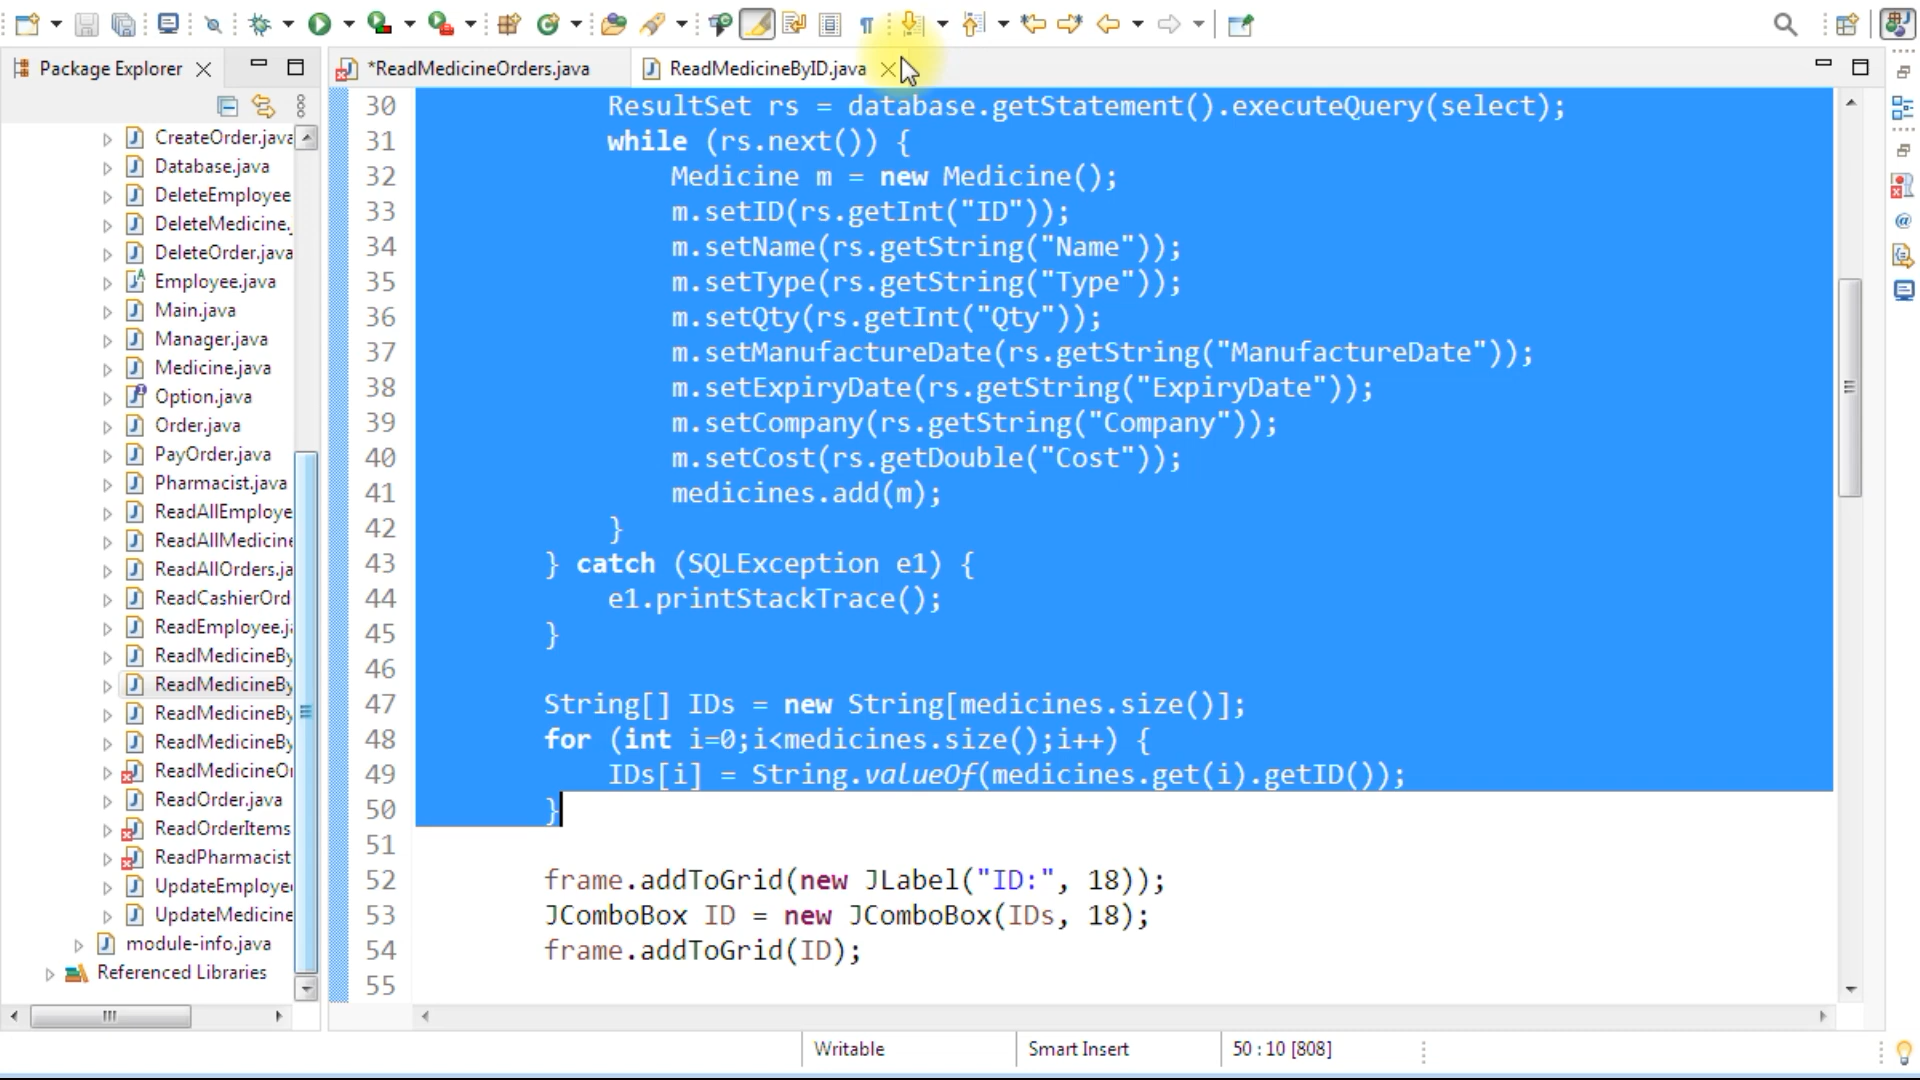 Package Explorer
*ReadMedicineOrders.java
ReadMedicineByID.java
CreateOrder.java
Database.java
DeleteEmployee
DeleteMedicine.
DeleteOrder.java
Employee.java
Main.java
Manager.java
Medicine.java
Option.java
Order.java
PayOrder.java
Pharmacist.java
ReadAllEmploye
ReadAllMedicine
ReadAllOrders.ja
ReadCashierOrd
ReadEmployee.j
ReadMedicineBy
ReadMedicineBy
ReadMedicineBy
ReadMedicineBy
ReadMedicineOr
ReadOrder.java
ReadOrderItems
ReadPharmacist
UpdateEmployee
UpdateMedicine
module-info.java
Referenced Libraries
30 ResultSet rs = database.getStatement().executeQuery(select);
31 while (rs.next()) {
32 Medicine m = new Medicine();
33 m.setID(rs.getInt("ID"));
34 m.setName(rs.getString("Name"));
35 m.setType(rs.getString("Type"));
36 m.setQty(rs.getInt("Qty"));
37 m.setManufactureDate(rs.getString("ManufactureDate"));
38 m.setExpiryDate(rs.getString("ExpiryDate"));
39 m.setCompany(rs.getString("Company"));
40 m.setCost(rs.getDouble("Cost"));
41 medicines.add(m);
42 }
43 } catch (SQLException e1) {
44 e1.printStackTrace();
45 }
46
47 String[] IDs = new String[medicines.size()];
48 for (int i=0;i<medicines.size();i++) {
49 IDs[i] = String.valueOf(medicines.get(i).getID());
50 }
51
52 frame.addToGrid(new JLabel("ID:", 18));
53 JComboBox ID = new JComboBox(IDs, 18);
54 frame.addToGrid(ID);
55
Writable
Smart Insert
50 : 10 [808]